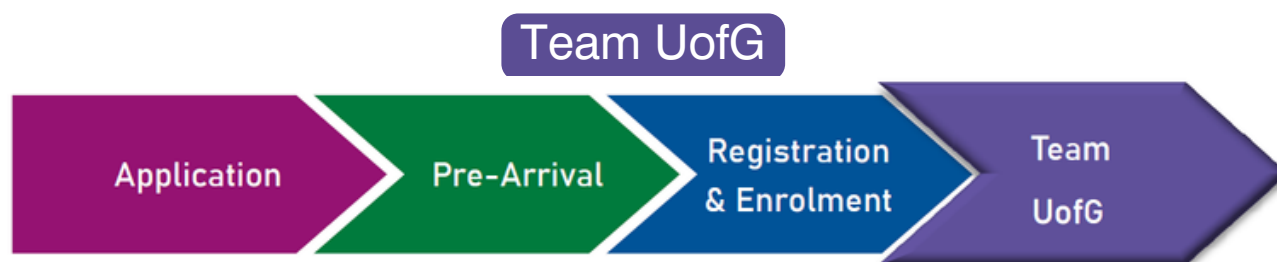 Team UofG
Application
Pre-Arrival
Registration
& Enrolment
Team
UofG